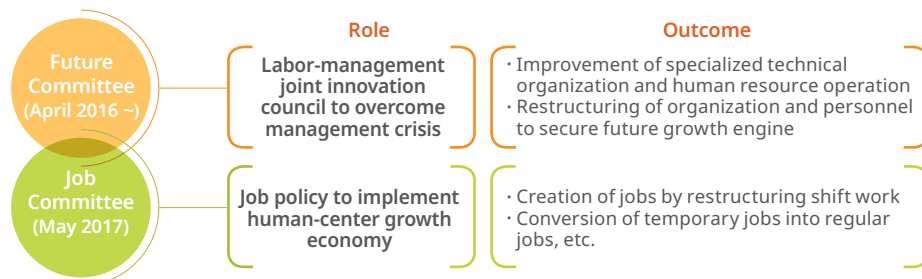 Role
Outcome
Future
Committee
(April 2016 ~)
Labor-management
joint innovation
council to overcome
management crisis
· Improvement of specialized technical
organization and human resource operation
· Restructuring of organization and personnel
to secure future growth engine
Job
Committee
(May 2017)
Job policy to implement
human-center growth
economy
· Creation of jobs by restructuring shift work
· Conversion of temporary jobs into regular
jobs, etc.